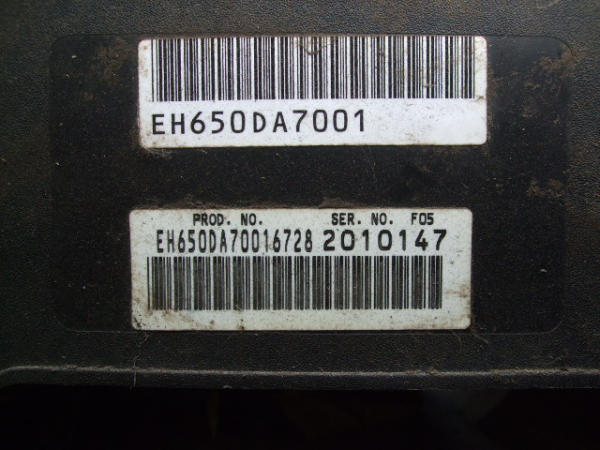 EH650DA7001
PROD. NO. SER. NO. F05
EH650DA70016728 2010147